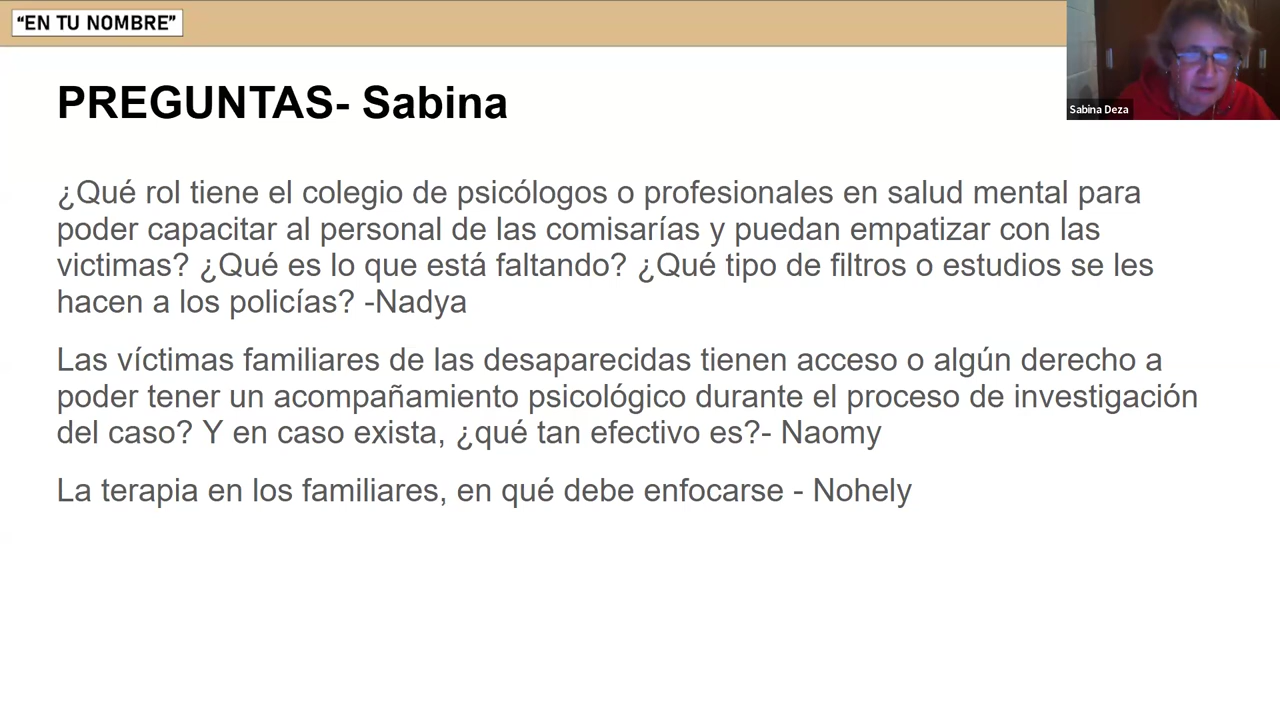 “EN TU NOMBRE”
PREGUNTAS- Sabina
Sabina Deza
¿Qué rol tiene el colegio de psicólogos o profesionales en salud mental para
poder capacitar al personal de las comisarías y puedan empatizar con las
victimas? ¿Qué es lo que está faltando? ¿Qué tipo de filtros o estudios se les
hacen a los policías? -Nadya
Las víctimas familiares de las desaparecidas tienen acceso o algún derecho a
poder tener un acompañamiento psicológico durante el proceso de investigación
del caso? Y en caso exista, ¿qué tan efectivo es?- Naomy
La terapia en los familiares, en qué debe enfocarse - Nohely